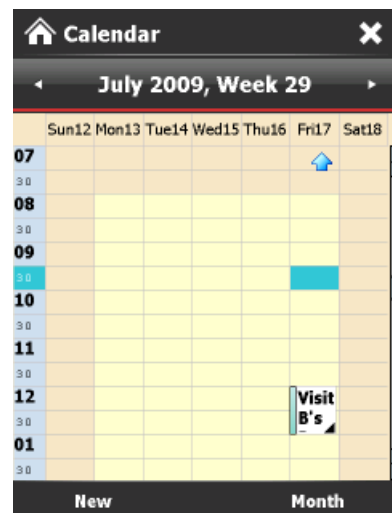 Calendar
July 2009, Week 29
Sun12 Mon13 Tue14 Wed15 Thu16 Fri17 Sat18
07
30
08
30
09
30
10
30
11
30
12 Visit
30 B's
01
30
New Month